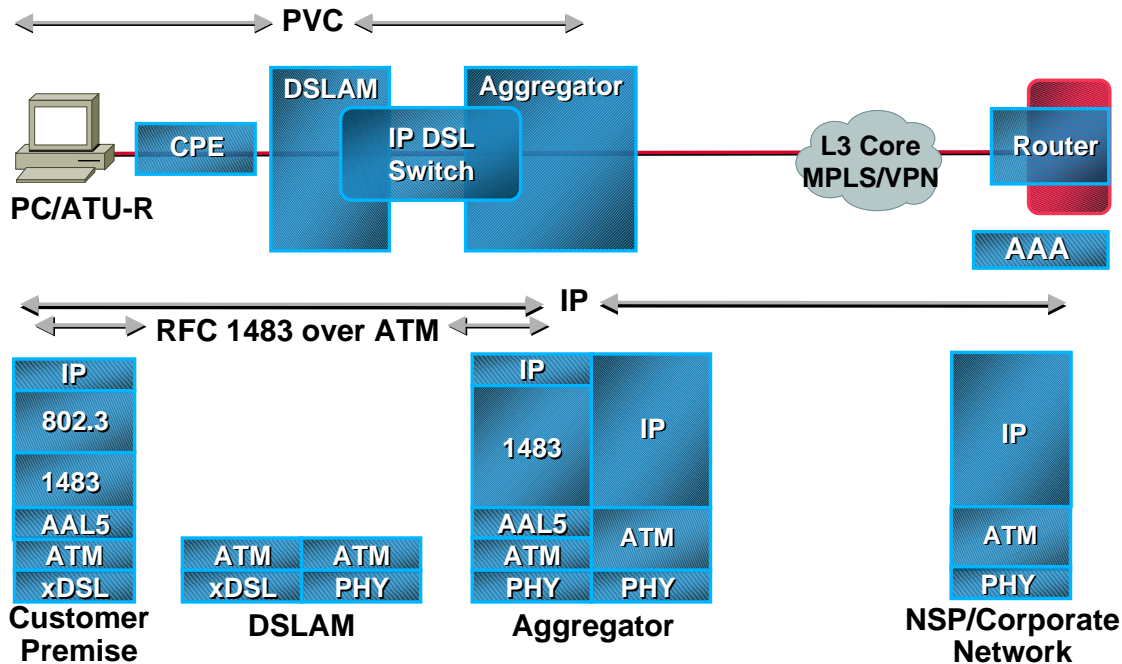 PVC
DSLAM
Aggregator
CPE
IP DSL
Switch
L3 Core
MPLS/VPN
Router
PC/ATU-R
AAA
IP
RFC 1483 over ATM
IP
802.3
1483
AAL5
ATM
xDSL
Customer
Premise
ATM
ATM
xDSL
PHY
DSLAM
IP
1483
AAL5
ATM
PHY
IP
ATM
PHY
Aggregator
IP
ATM
PHY
NSP/Corporate
Network